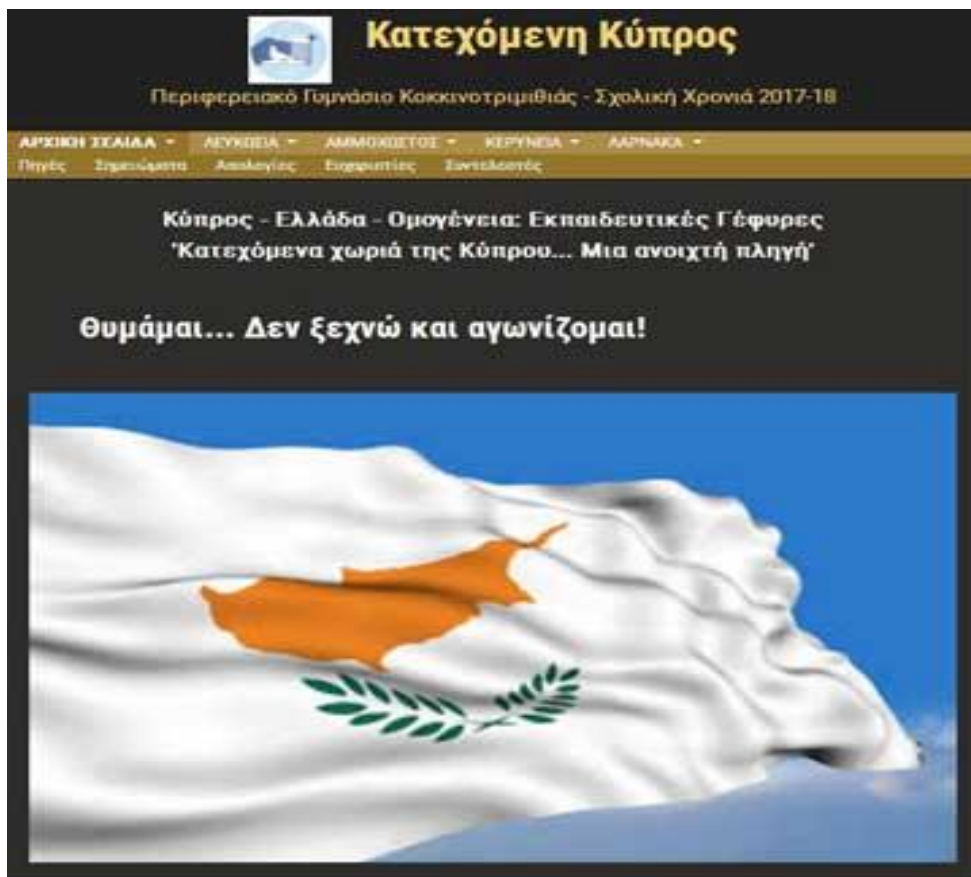 Κατεχόμενη Κύπρος
Περιφερειακό Γυμνάσιο Κοκκινοτριμιθιάς - Σχολική Χρονιά 2017-18
ΑΡΧΙΚΗ ΣΕΛΙΔΑ ΛΕΥΚΩΣΙΑ ΑΜΜΟΧΩΣΤΟΣ ΚΕΡΥΝΕΙΑ ΛΑΡΝΑΚΑ
Πηγές Σημειώματα Απολογίες Ευχαριστίες Συντελεστές
Κύπρος - Ελλάδα - Ομογένεια: Εκπαιδευτικές Γέφυρες
'Κατεχόμενα χωριά της Κύπρου... Μια ανοιχτή πληγή'
Θυμάμαι... Δεν ξεχνώ και αγωνίζομαι!